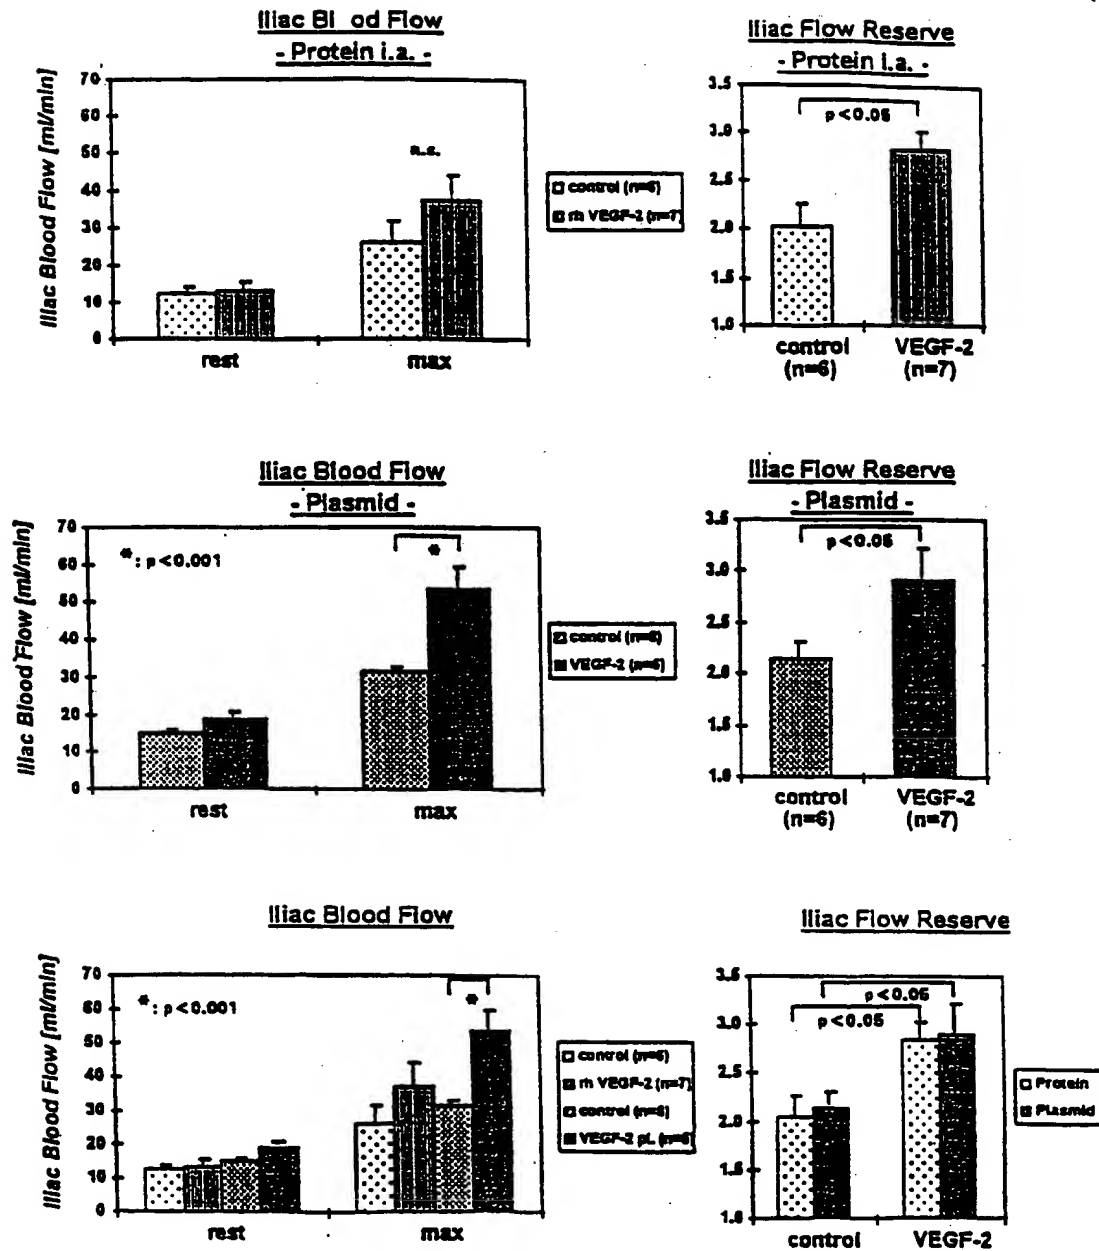 Iliac Bl od Flow
- Protein i.a. -
Iliac Blood Flow [ml/min]
70
60
50
40
30
20
10
0
n.s.
rest
max
control (n=6)
rh VEGF-2 (n=7)
Iliac Flow Reserve
- Protein i.a. -
3.5
3.0
2.5
2.0
1.5
1.0
p<0.05
control
(n=6)
VEGF-2
(n=7)
Iliac Blood Flow
- Plasmid -
Iliac Blood Flow [ml/min]
70
60
50
40
30
20
10
0
*: p<0.001
*
rest
max
control (n=6)
VEGF-2 (n=6)
Iliac Flow Reserve
- Plasmid -
3.5
3.0
2.5
2.0
1.5
1.0
p<0.05
control
(n=6)
VEGF-2
(n=7)
Iliac Blood Flow
Iliac Blood Flow [ml/min]
70
60
50
40
30
20
10
0
*: p<0.001
*
rest
max
control (n=6)
rh VEGF-2 (n=7)
control (n=6)
VEGF-2 pL (n=6)
Iliac Flow Reserve
3.5
3.0
2.5
2.0
1.5
1.0
p<0.05
p<0.05
control
VEGF-2
Protein
Plasmid